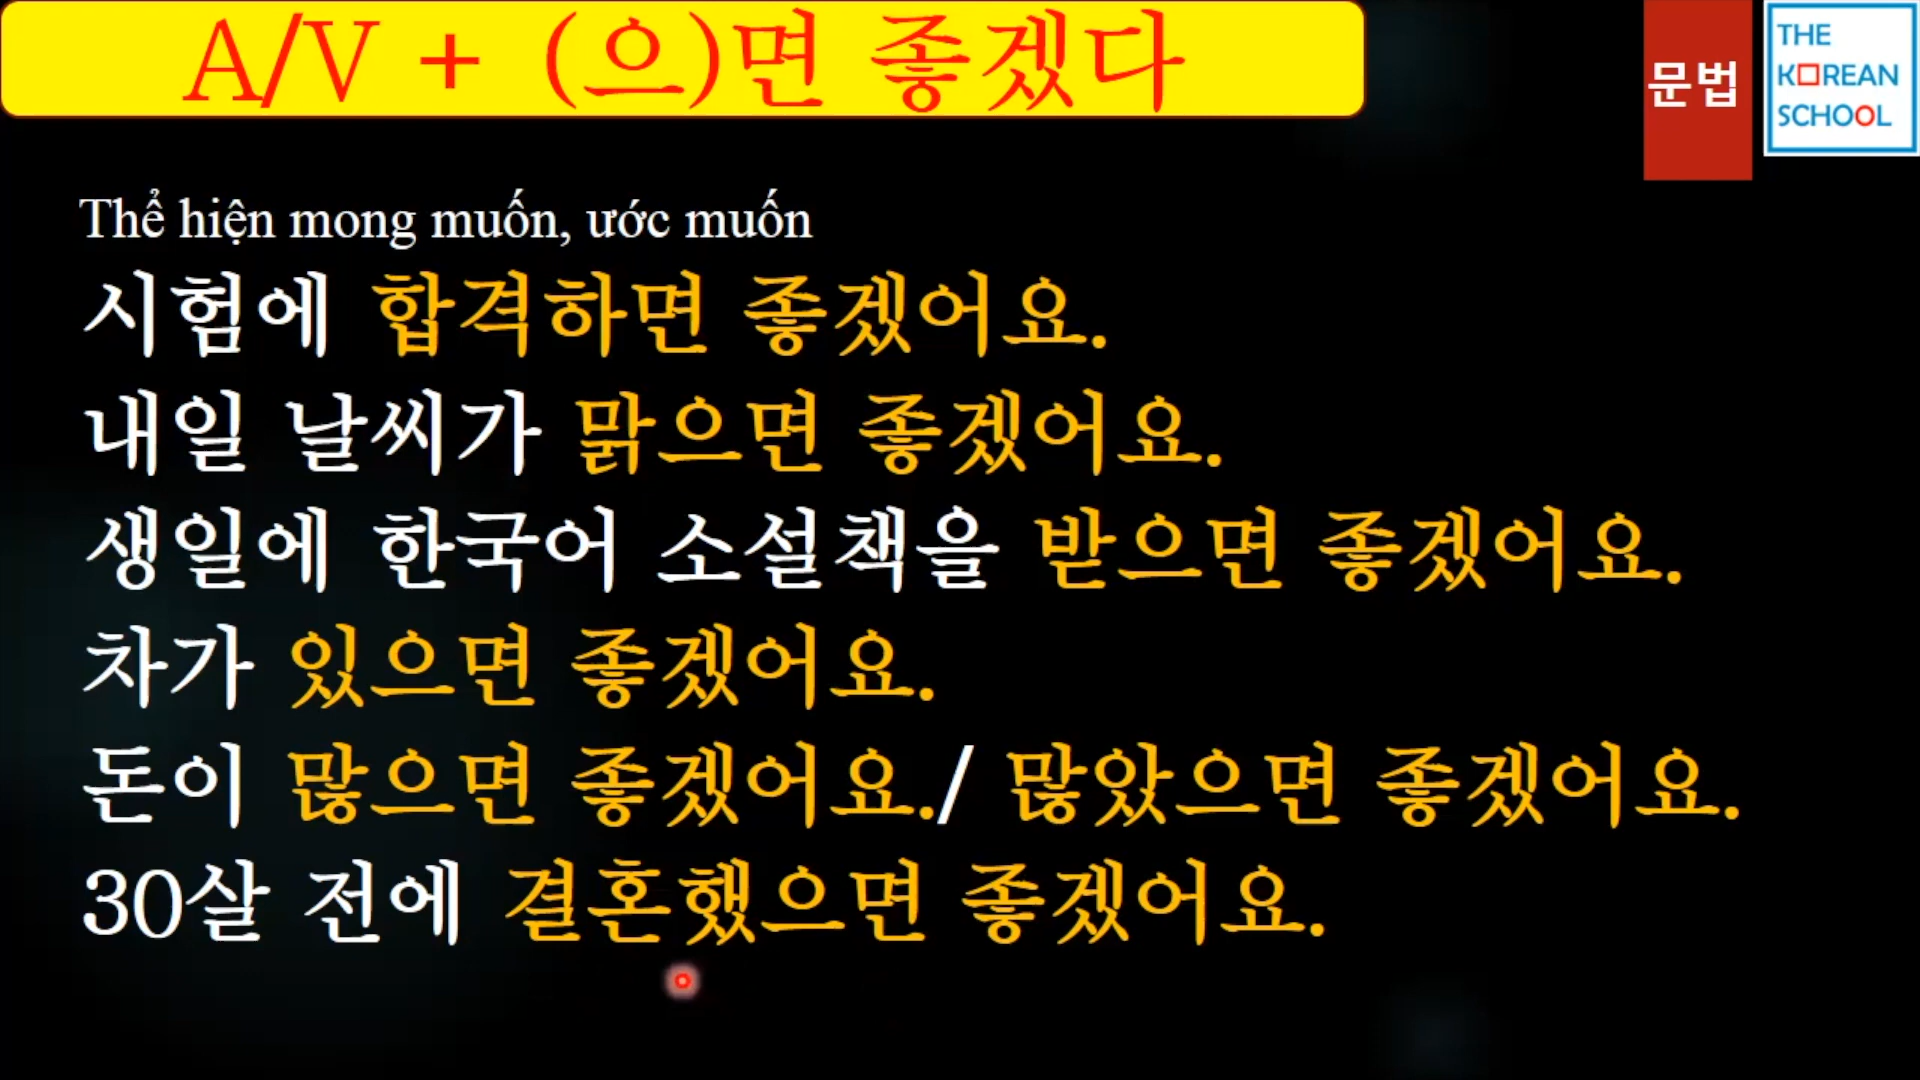 A/V + (으)면 좋겠다
문법
THE
KOREAN
SCHOOL
Thể hiện mong muốn, ước muốn
시험에 합격하면 좋겠어요.
내일 날씨가 맑으면 좋겠어요.
생일에 한국어 소설책을 받으면 좋겠어요.
차가 있으면 좋겠어요.
돈이 많으면 좋겠어요./ 많았으면 좋겠어요.
30살 전에 결혼했으면 좋겠어요.